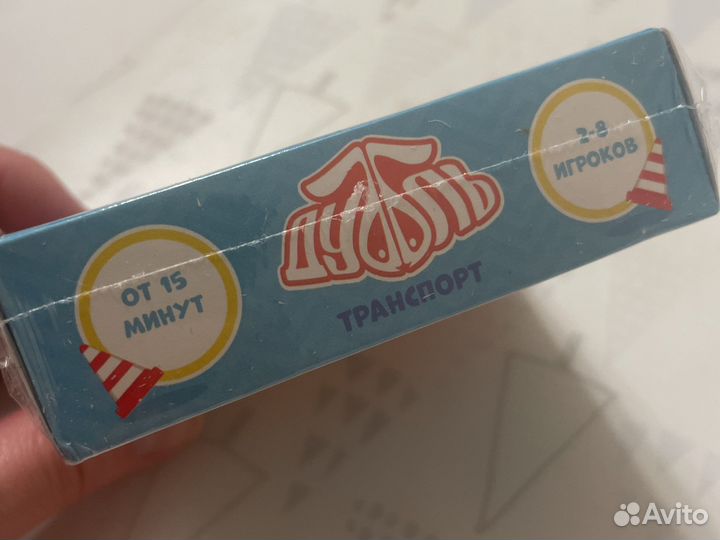 ОТ 15
МИНУТ
ДУББЛЬ
ТРАНСПОРТ
2-8
ИГРОКОВ
Avito